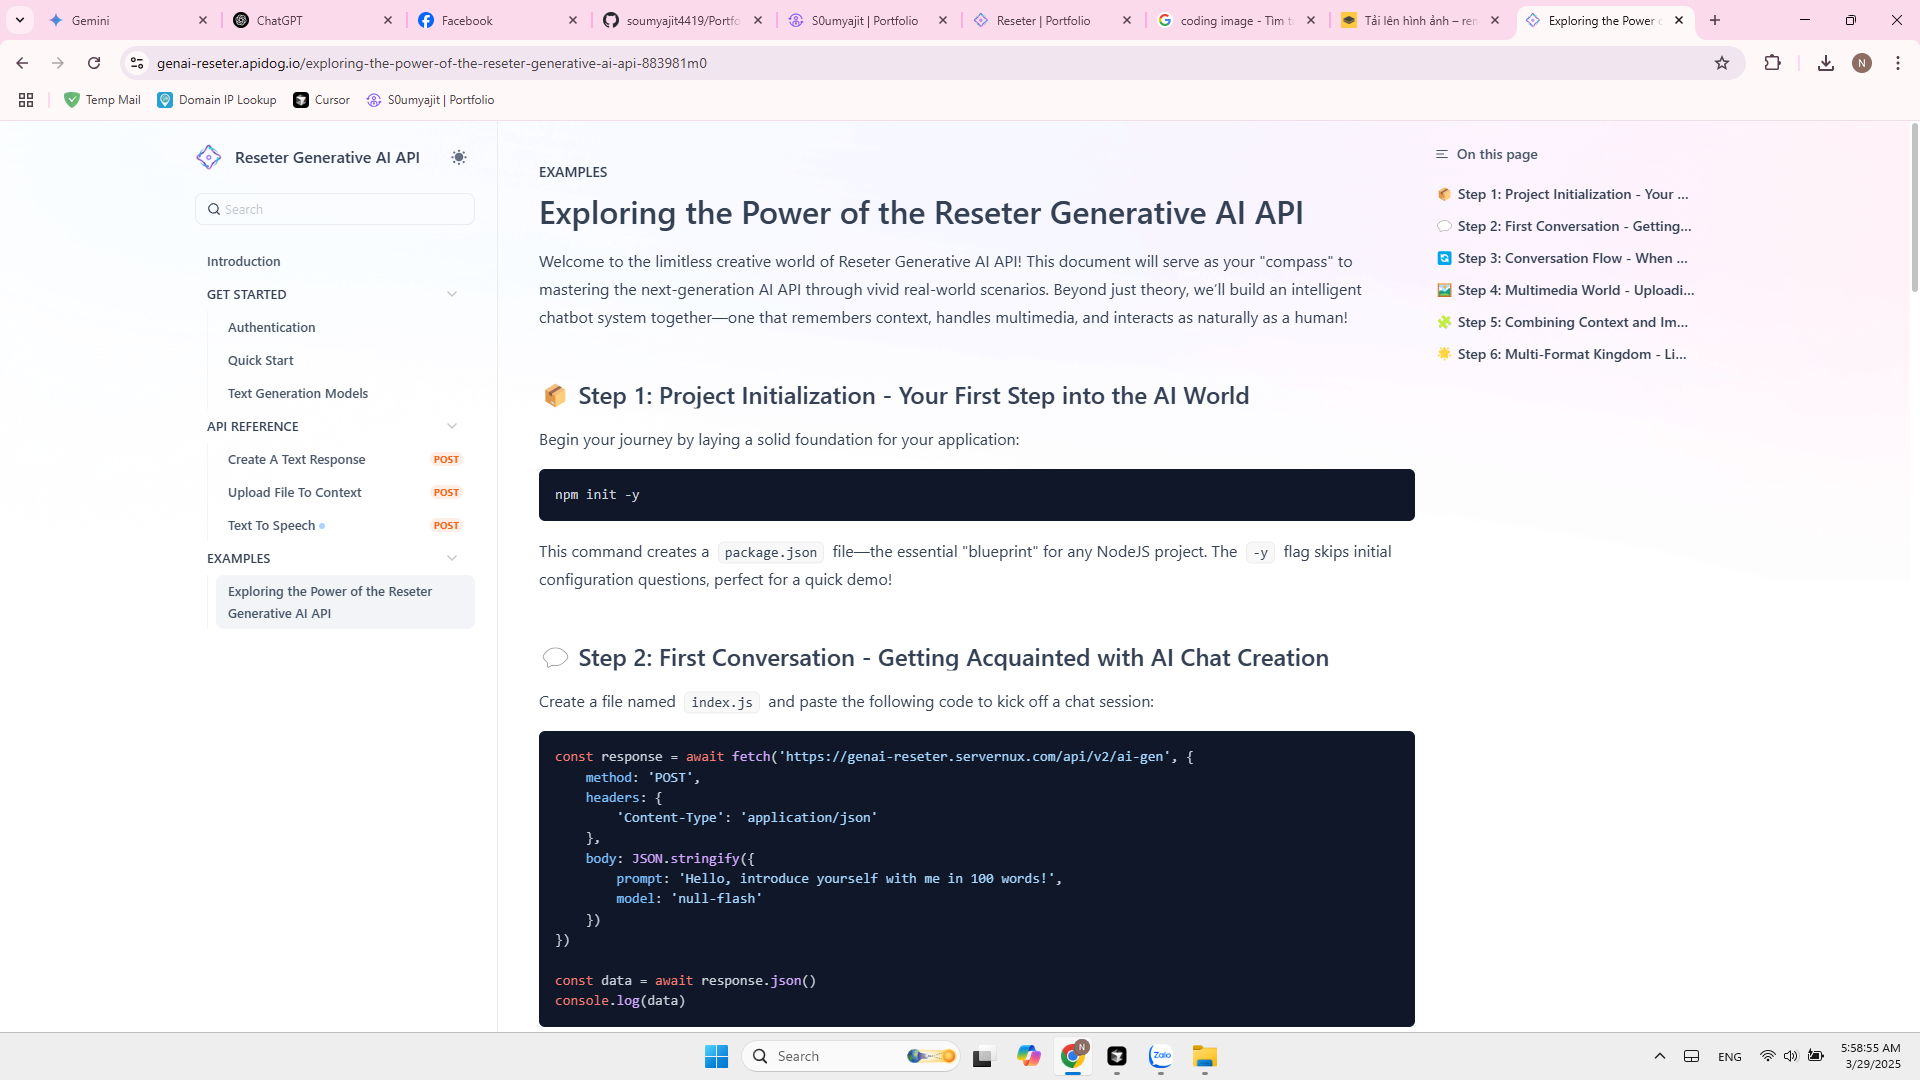 Gemini
ChatGPT
Facebook
soumyajit4419/Portfo
S0umyajit | Portfolio
Reseter | Portfolio
coding image - Tìm t
Tải lên hình ảnh – ren
Exploring the Power o
genai-reseter.apidog.io/exploring-the-power-of-the-reseter-generative-ai-api-883981m0
N
Temp Mail
Domain IP Lookup
Cursor
S0umyajit | Portfolio
Reseter Generative AI API
Search
Introduction
GET STARTED
Authentication
Quick Start
Text Generation Models
API REFERENCE
Create A Text Response POST
Upload File To Context POST
Text To Speech POST
EXAMPLES
Exploring the Power of the Reseter
Generative AI API
EXAMPLES
Exploring the Power of the Reseter Generative AI API
Welcome to the limitless creative world of Reseter Generative AI API! This document will serve as your "compass" to
mastering the next-generation AI API through vivid real-world scenarios. Beyond just theory, we’ll build an intelligent
chatbot system together—one that remembers context, handles multimedia, and interacts as naturally as a human!
📦 Step 1: Project Initialization - Your First Step into the AI World
Begin your journey by laying a solid foundation for your application:
npm init -y
This command creates a package.json file—the essential "blueprint" for any NodeJS project. The -y flag skips initial
configuration questions, perfect for a quick demo!
💬 Step 2: First Conversation - Getting Acquainted with AI Chat Creation
Create a file named index.js and paste the following code to kick off a chat session:
const response = await fetch('https://genai-reseter.servernux.com/api/v2/ai-gen', {
    method: 'POST',
    headers: {
        'Content-Type': 'application/json'
    },
    body: JSON.stringify({
        prompt: 'Hello, introduce yourself with me in 100 words!',
        model: 'null-flash'
    })
})
const data = await response.json()
console.log(data)
On this page
📦 Step 1: Project Initialization - Your ...
💬 Step 2: First Conversation - Getting...
🔄 Step 3: Conversation Flow - When ...
🖼️ Step 4: Multimedia World - Uploadi...
🧩 Step 5: Combining Context and Im...
🌟 Step 6: Multi-Format Kingdom - Li...
Search
N
Zalo
ENG
5:58:55 AM
3/29/2025